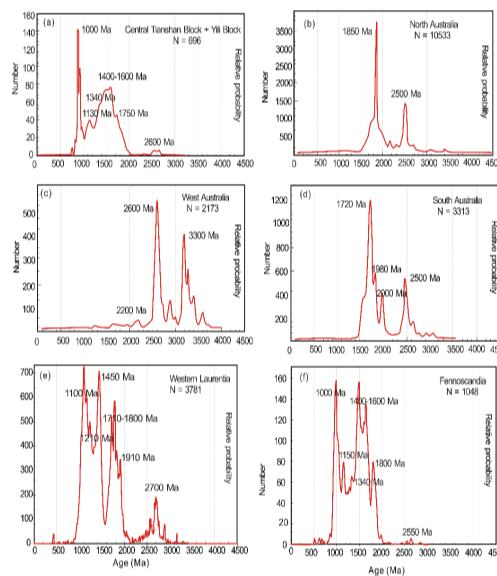 (a)
Central Tianshan Block + Yili Block
N = 696
1000 Ma
1400-1600 Ma
1340 Ma
1130 Ma
1750 Ma
2600 Ma
Number
Relative probability
160
140
120
100
80
60
40
20
0
0 500 1000 1500 2000 2500 3000 3500 4000 4500
(b)
North Australia
N = 10533
1850 Ma
2500 Ma
Number
Relative probability
3500
3000
2500
2000
1500
1000
500
0 500 1000 1500 2000 2500 3000 3500 4000 4500
(c)
West Australia
N = 2173
2600 Ma
3300 Ma
2200 Ma
Number
Relative probability
500
400
300
200
100
0 500 1000 1500 2000 2500 3000 3500 4000 4500
(d)
South Australia
N = 3313
1720 Ma
1980 Ma
2000 Ma
2500 Ma
Number
Relative probability
1200
1000
800
600
400
200
0 500 1000 1500 2000 2500 3000 3500 4000 4500
(e)
Western Laurentia
N = 3781
1450 Ma
1100 Ma
1710-1800 Ma
1210 Ma
1910 Ma
2700 Ma
Number
Relative probability
700
600
500
400
300
200
100
0
0 500 1000 1500 2000 2500 3000 3500 4000 4500
Age (Ma)
(f)
Fennoscandia
N = 1048
1000 Ma
1400-1600 Ma
1150 Ma
1340 Ma
1800 Ma
2550 Ma
Number
Relative probability
160
140
120
100
80
60
40
20
0
0 500 1000 1500 2000 2500 3000 3500 4000 4500
Age (Ma)